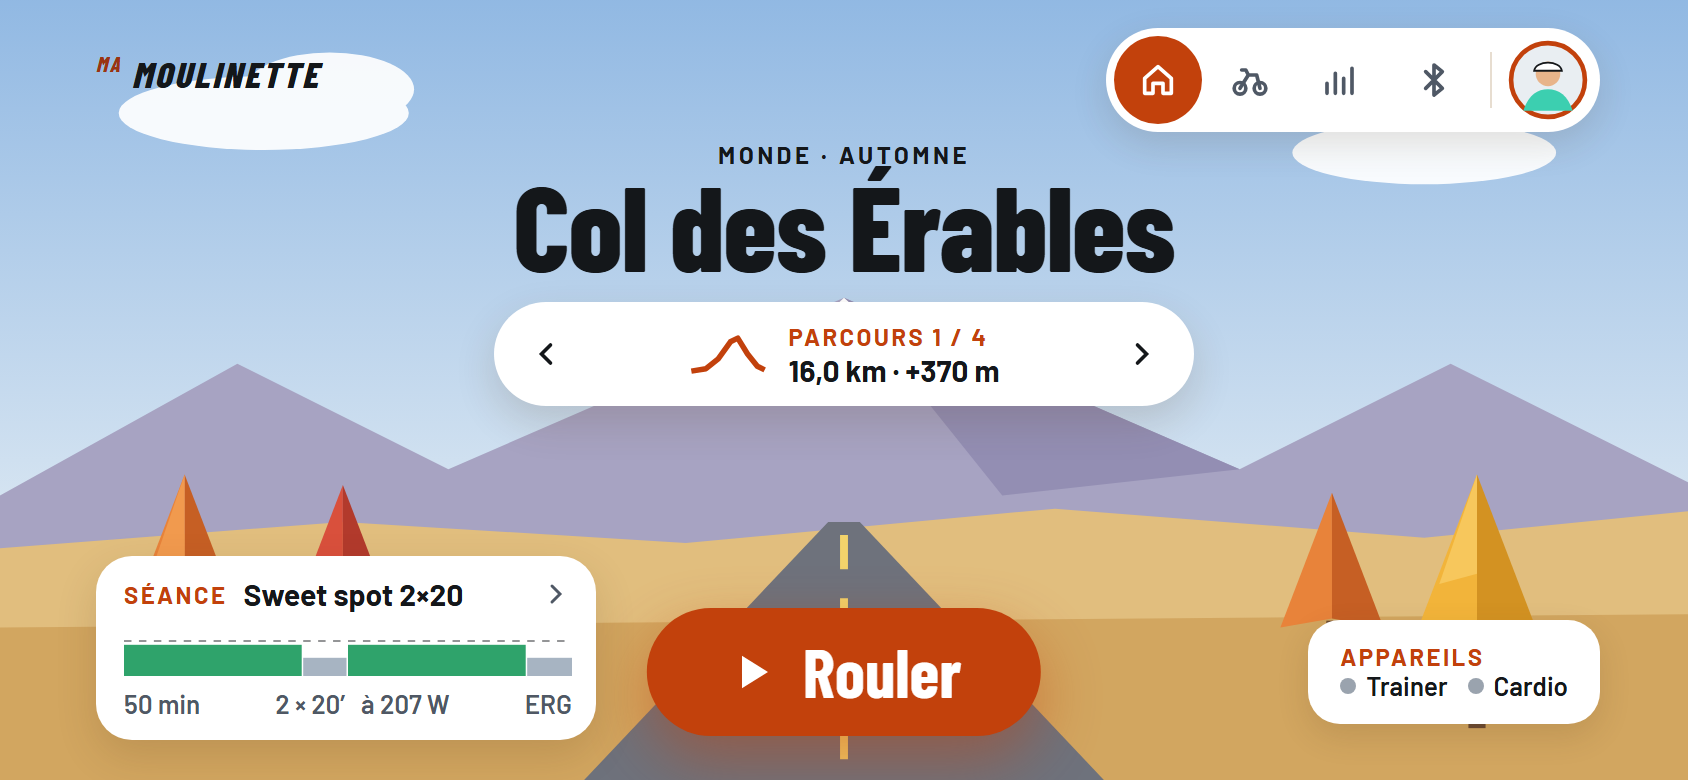 MA MOULINETTE
MONDE · AUTOMNE
Col des Érables
PARCOURS 1 / 4
16,0 km · +370 m
SÉANCE Sweet spot 2×20
50 min 2 × 20′ à 207 W ERG
Rouler
APPAREILS
Trainer Cardio